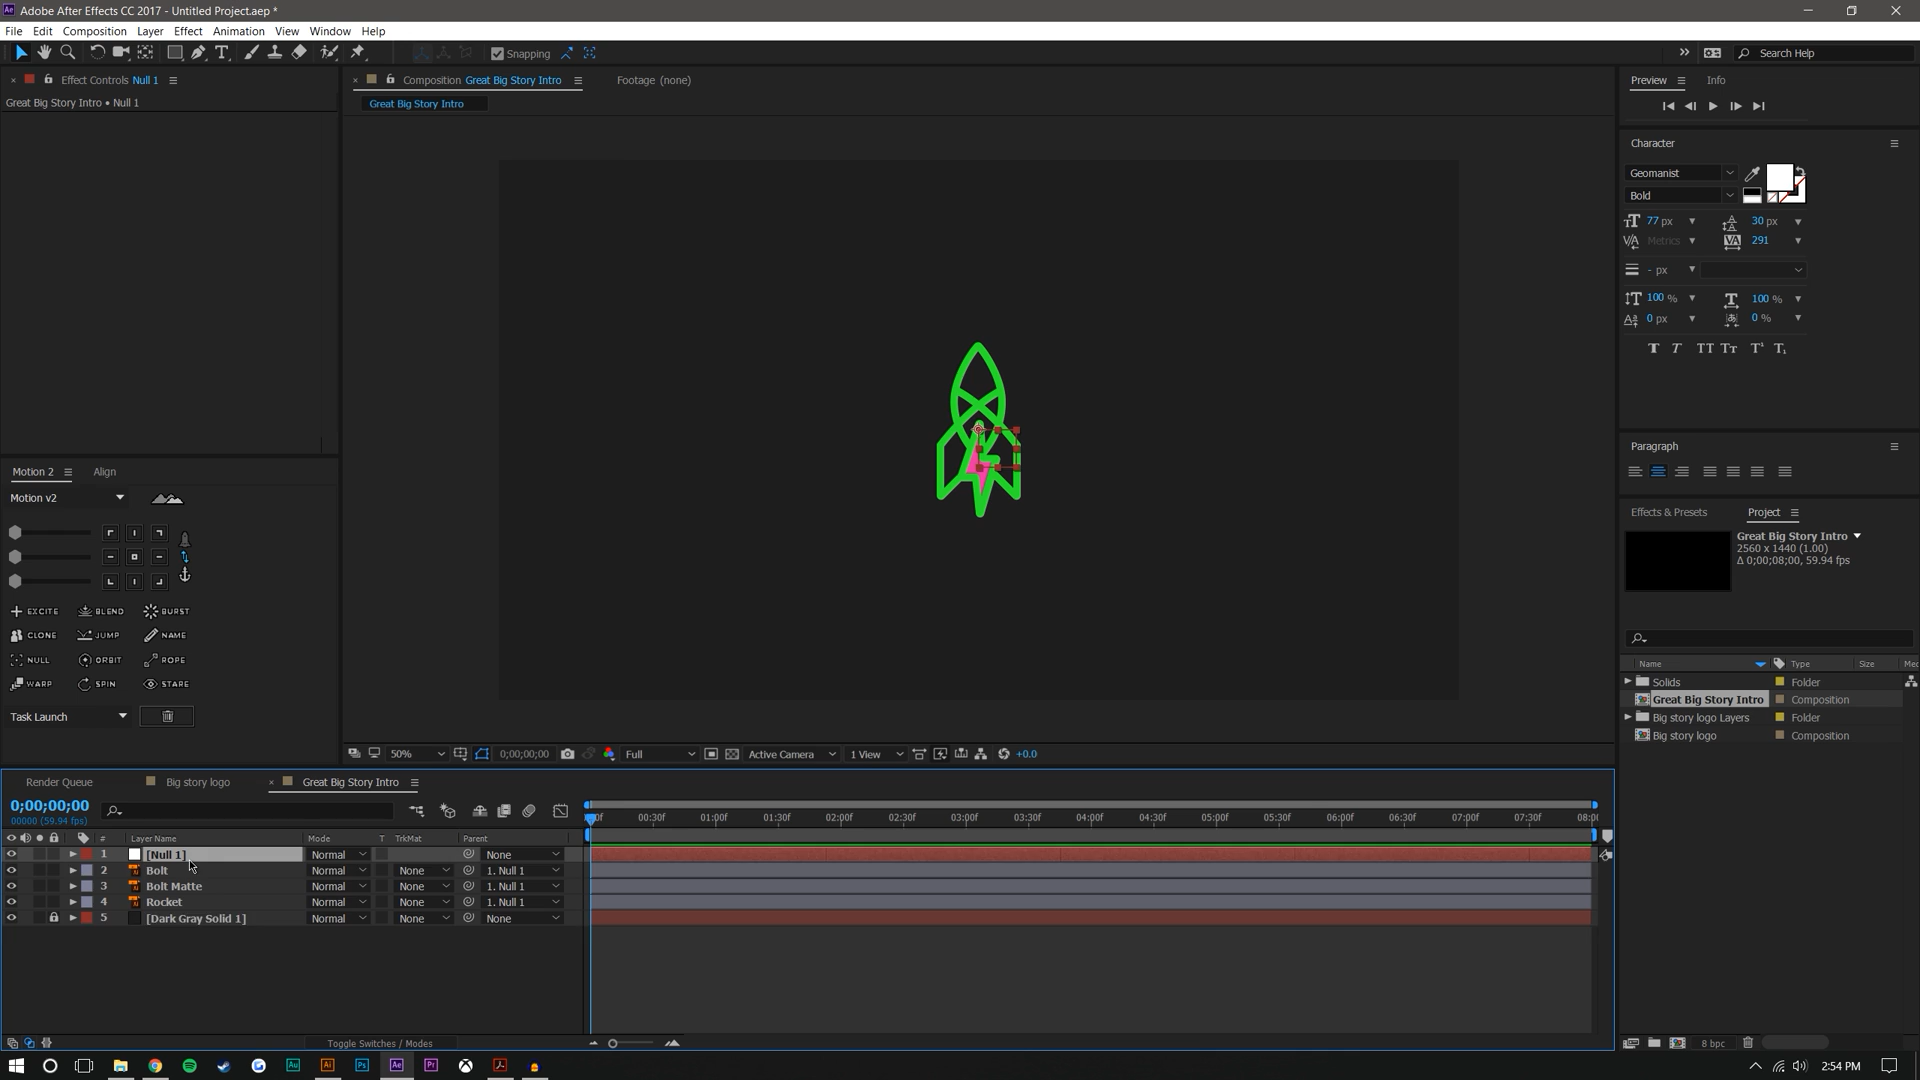 Adobe After Effects CC 2017 - Untitled Project.aep *
File Edit Composition Layer Effect Animation View Window Help
Snapping
Search Help
Effect Controls Null 1
Great Big Story Intro • Null 1
Composition Great Big Story Intro
Footage (none)
Great Big Story Intro
Preview
Info
Character
Geomanist
Bold
77 px
30 px
Metrics
291
- px
100 %
100 %
0 px
0 %
Paragraph
Motion 2
Align
Motion v2
EXCITE
BLEND
BURST
CLONE
JUMP
NAME
NULL
ORBIT
ROPE
WARP
SPIN
STARE
Task Launch
Effects & Presets
Project
Great Big Story Intro
2560 x 1440 (1.00)
Δ 0;00;08;00, 59.94 fps
Name
Type
Size
Solids
Folder
Great Big Story Intro
Composition
Big story logo Layers
Folder
Big story logo
Composition
50%
0;00;00;00
Full
Active Camera
1 View
+0.0
Render Queue
Big story logo
Great Big Story Intro
0;00;00;00
00000 (59.94 fps)
00:30f 01:00f 01:30f 02:00f 02:30f 03:00f 03:30f 04:00f 04:30f 05:00f 05:30f 06:00f 06:30f 07:00f 07:30f
# Layer Name Mode T TrkMat Parent
1 [Null 1] Normal None
2 Bolt Normal None 1. Null 1
3 Bolt Matte Normal None 1. Null 1
4 Rocket Normal None 1. Null 1
5 [Dark Gray Solid 1] Normal None None
Toggle Switches / Modes
8 bpc
2:54 PM